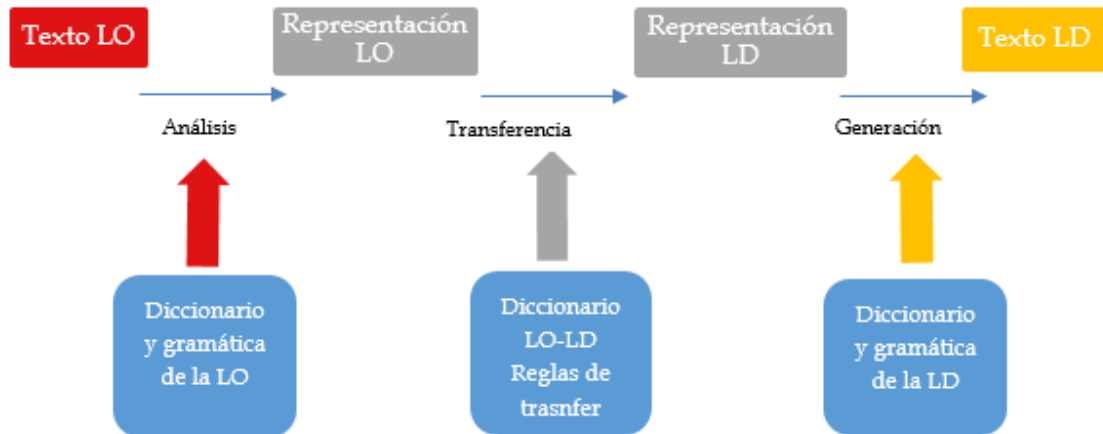 Texto LO
Representación
LO
Representación
LD
Texto LD
Análisis
Transferencia
Generación
Diccionario
y gramática
de la LO
Diccionario
LO-LD
Reglas de
trasnfer
Diccionario
y gramática
de la LD